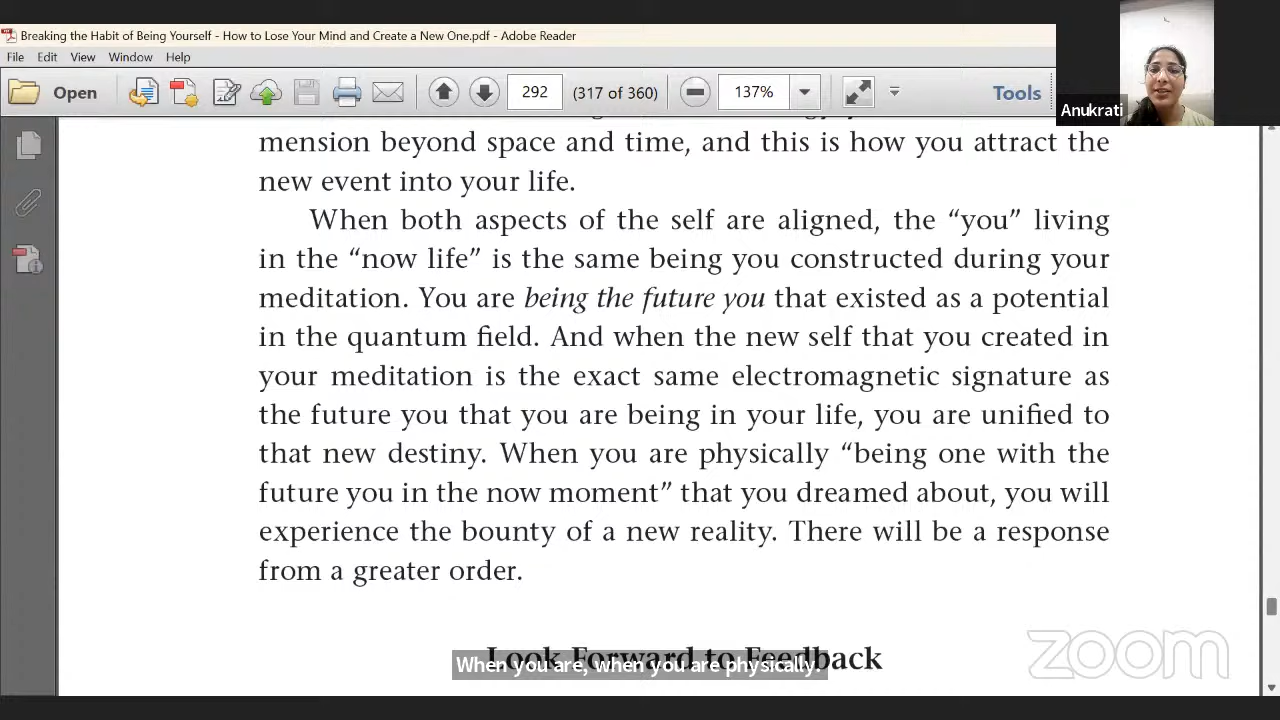 Breaking the Habit of Being Yourself - How to Lose Your Mind and Create a New One.pdf - Adobe Reader
File Edit View Window Help
Open 292 (317 of 360) 137% Tools
Anukrati
mension beyond space and time, and this is how you attract the
new event into your life.
When both aspects of the self are aligned, the “you” living
in the “now life” is the same being you constructed during your
meditation. You are being the future you that existed as a potential
in the quantum field. And when the new self that you created in
your meditation is the exact same electromagnetic signature as
the future you that you are being in your life, you are unified to
that new destiny. When you are physically “being one with the
future you in the now moment” that you dreamed about, you will
experience the bounty of a new reality. There will be a response
from a greater order.
Look Forward to Feedback
When you are, when you are physically.
zoom